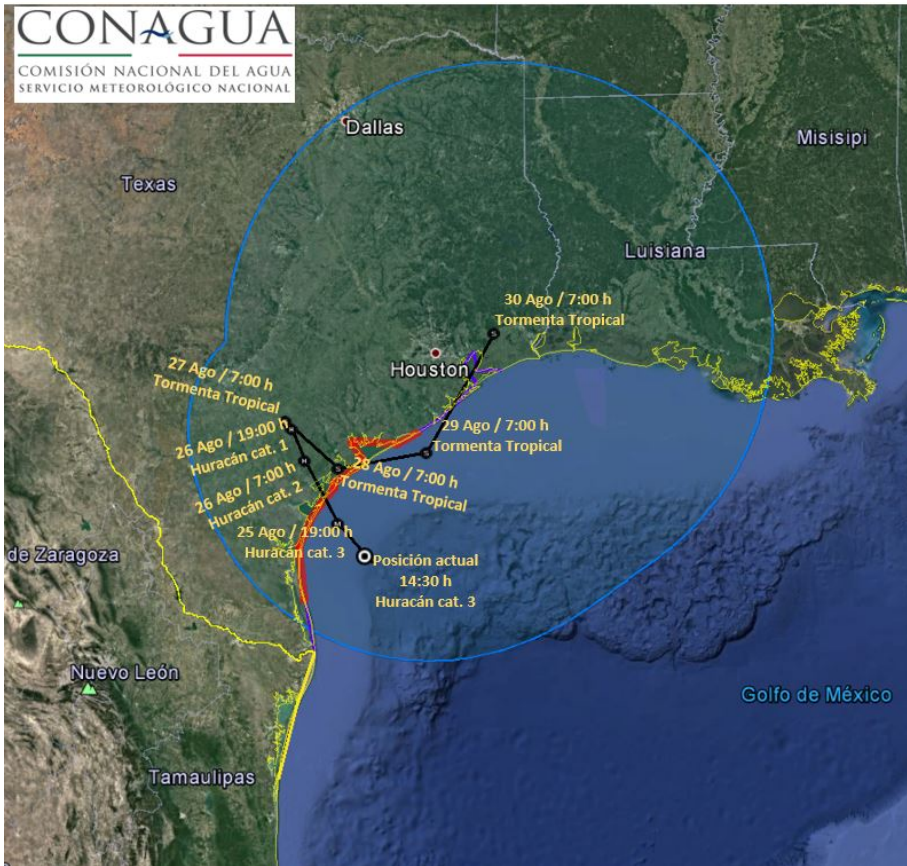 CONAGUA
COMISIÓN NACIONAL DEL AGUA
SERVICIO METEOROLÓGICO NACIONAL
Dallas
Misisipi
Texas
Luisiana
30 Ago / 7:00 h
Tormenta Tropical
Houston
27 Ago / 7:00 h
Tormenta Tropical
26 Ago / 19:00 h
Huracán cat. 1
26 Ago / 7:00 h
Huracán cat. 2
29 Ago / 7:00 h
Tormenta Tropical
28 Ago / 7:00 h
Tormenta Tropical
25 Ago / 19:00 h
Huracán cat. 3
Posición actual
14:30 h
Huracán cat. 3
de Zaragoza
Nuevo León
Golfo de México
Tamaulipas
S
S
S
H
M